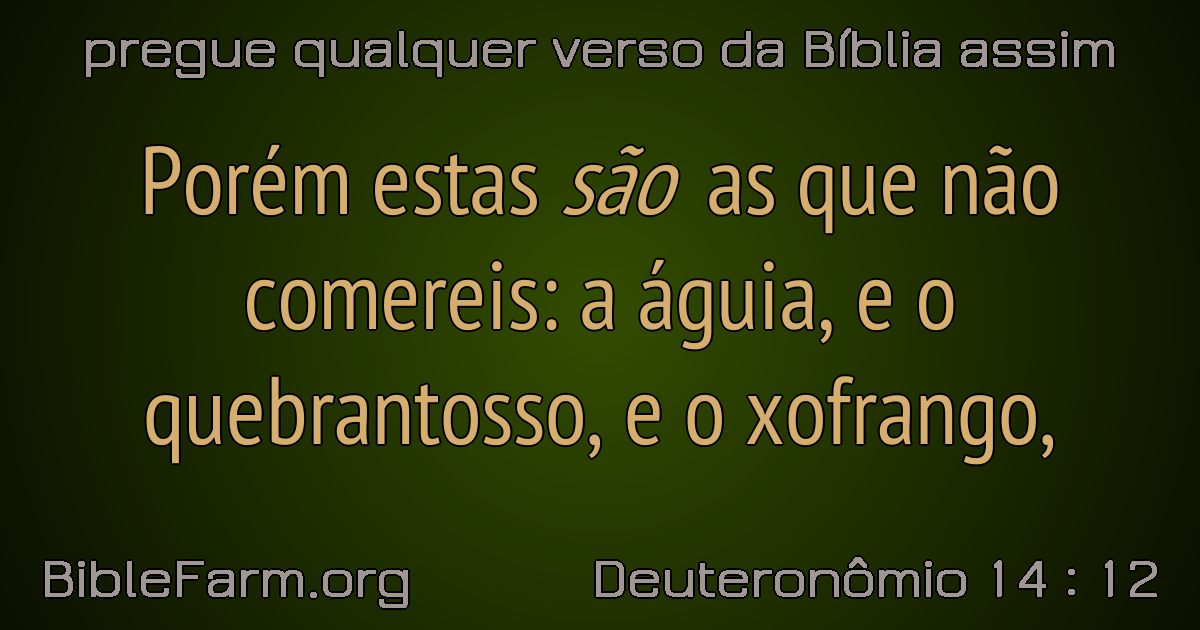 pregue qualquer verso da Bíblia assim
Porém estas são as que não
comereis: a águia, e o
quebrantosso, e o xofrango,
BibleFarm.org
Deuteronômio 14 : 12